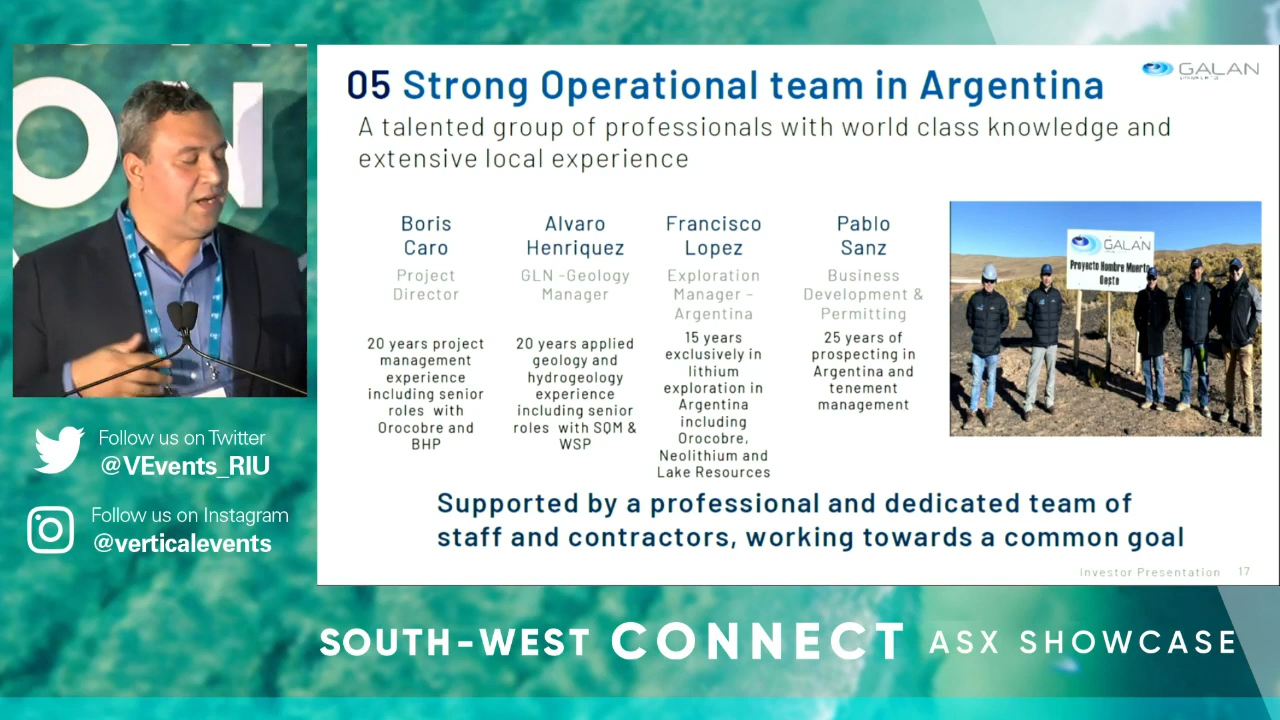 05 Strong Operational team in Argentina
GALAN
A talented group of professionals with world class knowledge and
extensive local experience
Boris
Caro
Project
Director
20 years project
management
experience
including senior
roles with
Orocobre and
BHP
Alvaro
Henriquez
GLN -Geology
Manager
20 years applied
geology and
hydrogeology
experience
including senior
roles with SQM &
WSP
Francisco
Lopez
Exploration
Manager –
Argentina
15 years
exclusively in
lithium
exploration in
Argentina
including
Orocobre,
Neolithium and
Lake Resources
Pablo
Sanz
Business
Development &
Permitting
25 years of
prospecting in
Argentina and
tenement
management
GALAN
Proyecto Hombre Muerto
Oeste
Supported by a professional and dedicated team of
staff and contractors, working towards a common goal
Investor Presentation 17
ON
Follow us on Twitter
@VEvents_RIU
Follow us on Instagram
@verticalevents
SOUTH-WEST CONNECT ASX SHOWCASE